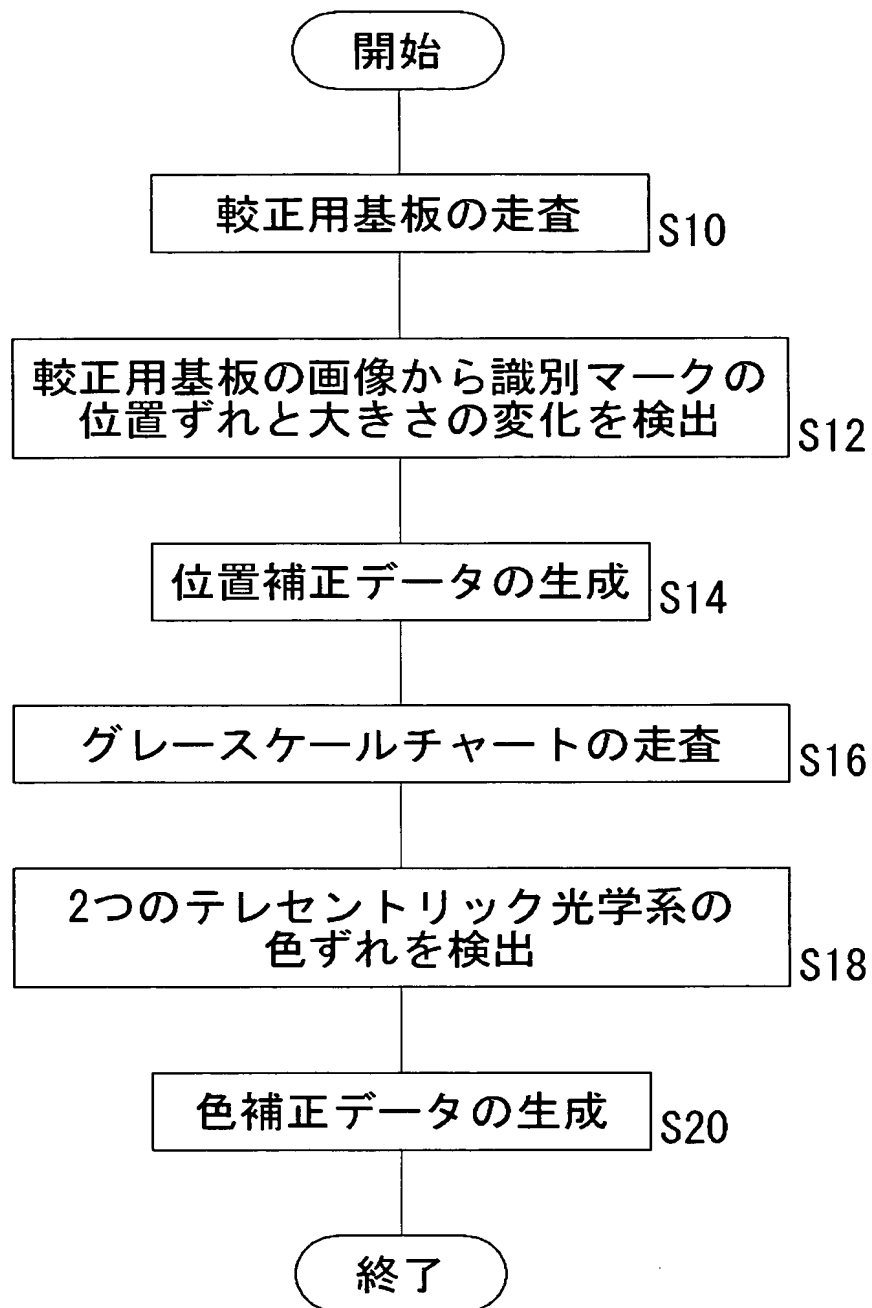 開始
較正用基板の走査
S10
較正用基板の画像から識別マークの
位置ずれと大きさの変化を検出
S12
位置補正データの生成
S14
グレースケールチャートの走査
S16
2つのテレセントリック光学系の
色ずれを検出
S18
色補正データの生成
S20
終了